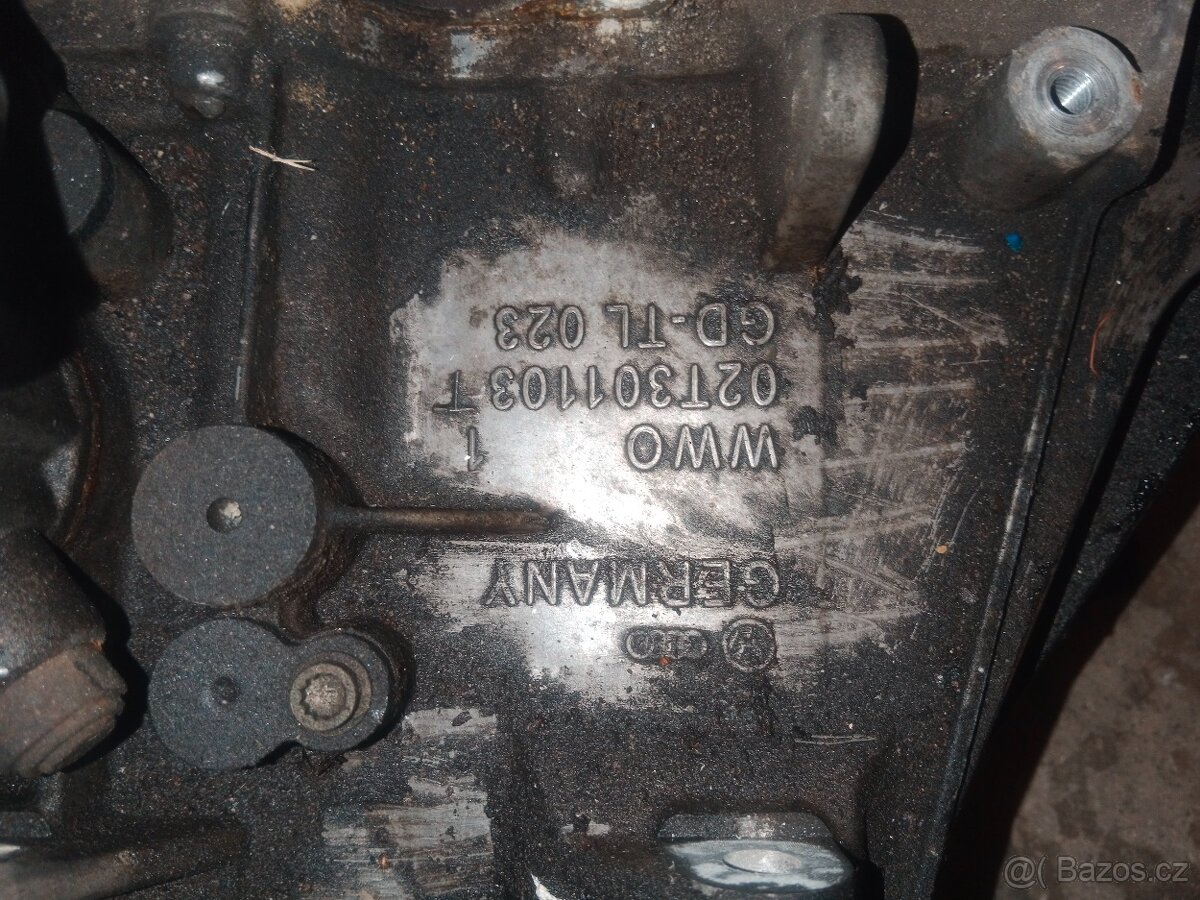 GERMANY
WWO 1
02T301103 T
GD-TL 023
@( Bazos.cz